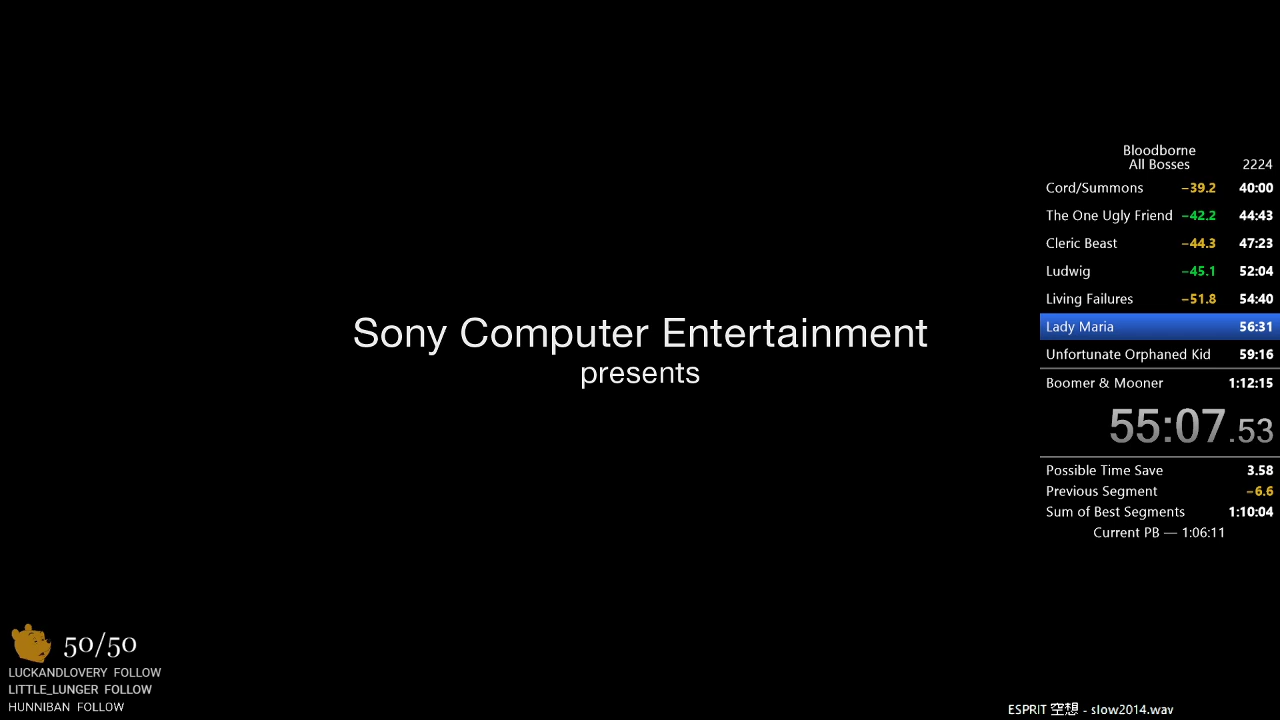 Sony Computer Entertainment
presents
Bloodborne
All Bosses 2224
Cord/Summons −39.2 40:00
The One Ugly Friend −42.2 44:43
Cleric Beast −44.3 47:23
Ludwig −45.1 52:04
Living Failures −51.8 54:40
Lady Maria 56:31
Unfortunate Orphaned Kid 59:16
Boomer & Mooner 1:12:15
55:07.53
Possible Time Save 3.58
Previous Segment −6.6
Sum of Best Segments 1:10:04
Current PB — 1:06:11
50/50
LUCKANDLOVERY FOLLOW
LITTLE_LUNGER FOLLOW
HUNNIBAN FOLLOW
ESPRIT 空想 - slow2014.wav